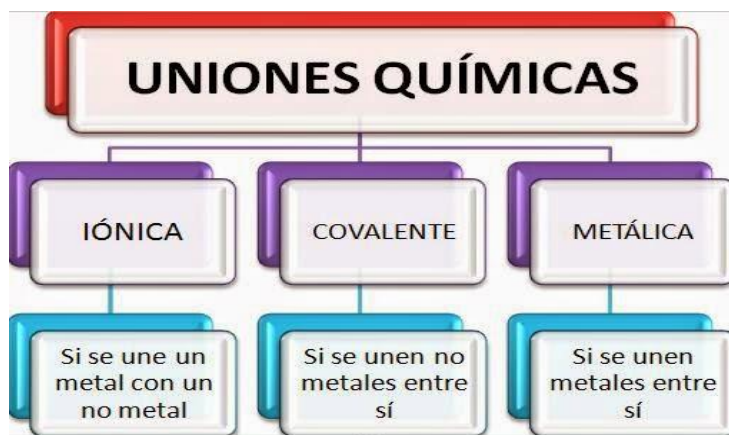 UNIONES QUÍMICAS
IÓNICA
COVALENTE
METÁLICA
Si se une un
metal con un
no metal
Si se unen no
metales entre
sí
Si se unen
metales entre
sí